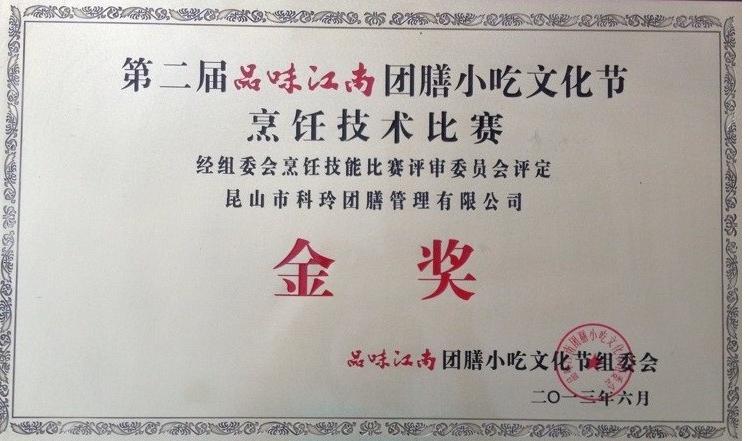 第二届品味江南团膳小吃文化节
烹饪技术比赛
经组委会烹饪技能比赛评审委员会评定
昆山市科玲团膳管理有限公司
金奖
品味江南团膳小吃文化节组委会
二〇一三年六月